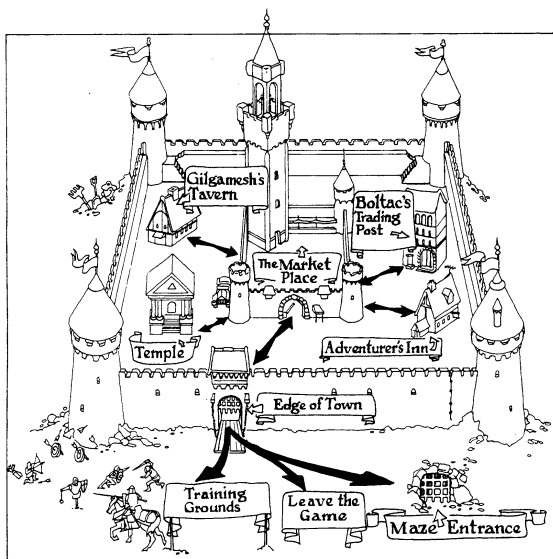 Gilgamesh's
Tavern
Boltac's
Trading
Post
The Market
Place
Temple
Adventurer's Inn
Edge of Town
Training
Grounds
Leave the
Game
Maze Entrance